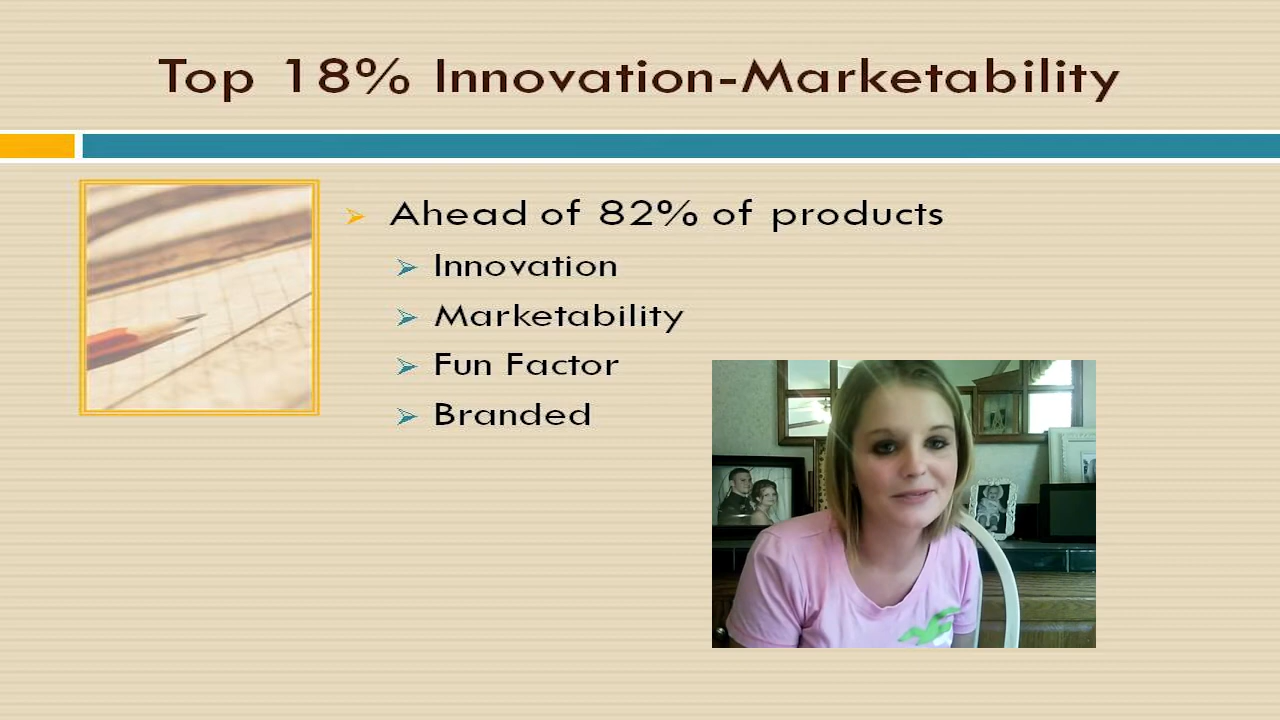 Top 18% Innovation-Marketability
Ahead of 82% of products
Innovation
Marketability
Fun Factor
Branded